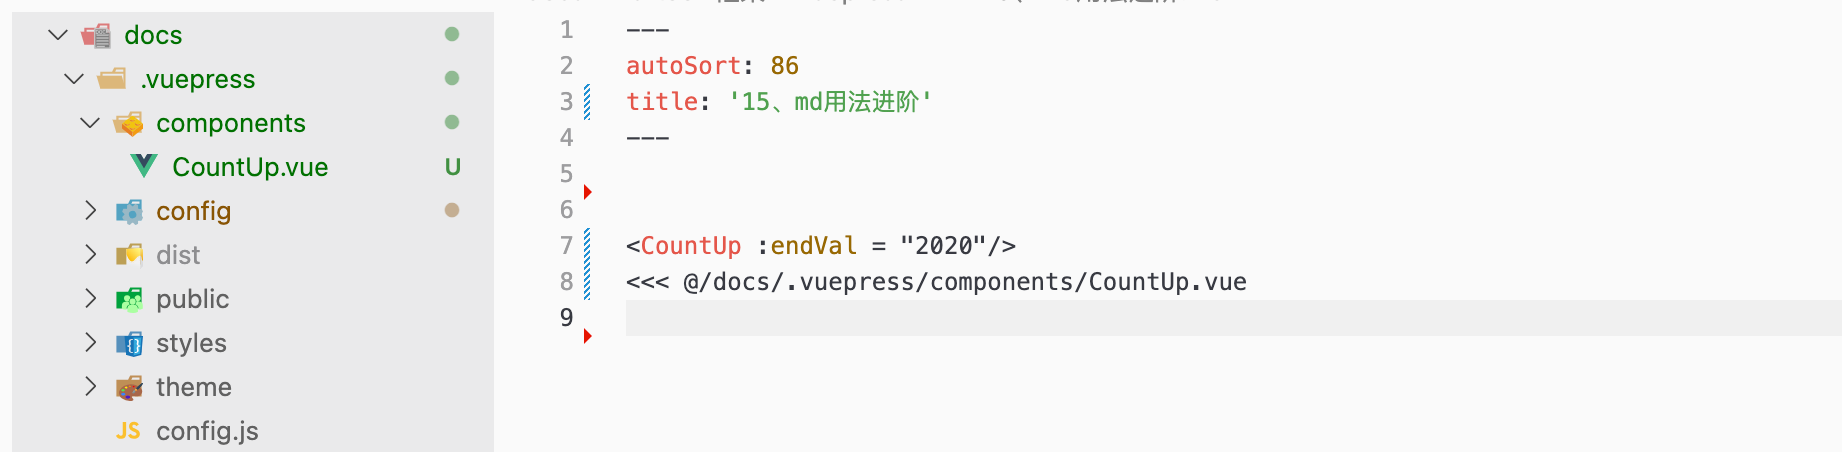 docs
.vuepress
components
CountUp.vue U
config
dist
public
styles
theme
JS config.js
1 ---
2 autoSort: 86
3 title: '15、md用法进阶'
4 ---
5
6
7 <CountUp :endVal = "2020"/>
8 <<< @/docs/.vuepress/components/CountUp.vue
9